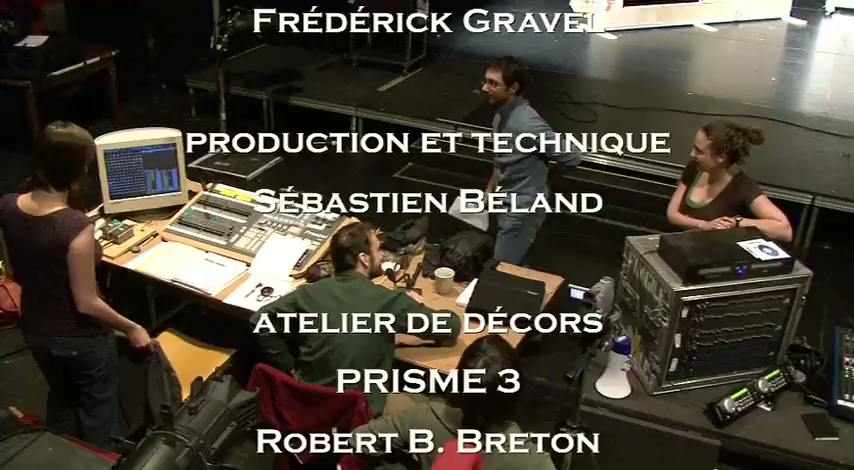 Frédérick Gravel
production et technique
Sébastien Béland
atelier de décors
PRISME 3
Robert B. Breton